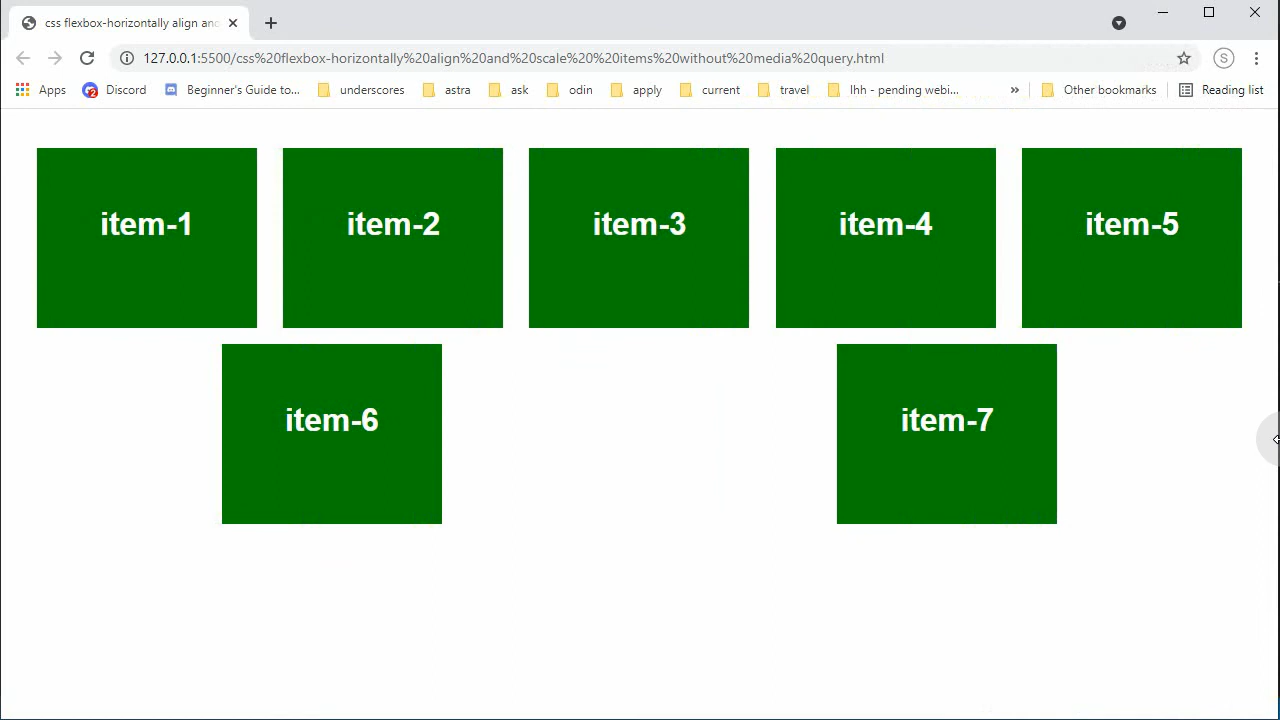 css flexbox-horizontally align and
127.0.0.1:5500/css%20flexbox-horizontally%20align%20and%20scale%20%20items%20without%20media%20query.html
S
Apps
Discord
2
Beginner's Guide to...
underscores
astra
ask
odin
apply
current
travel
lhh - pending webi...
»
Other bookmarks
Reading list
item-1
item-2
item-3
item-4
item-5
item-6
item-7